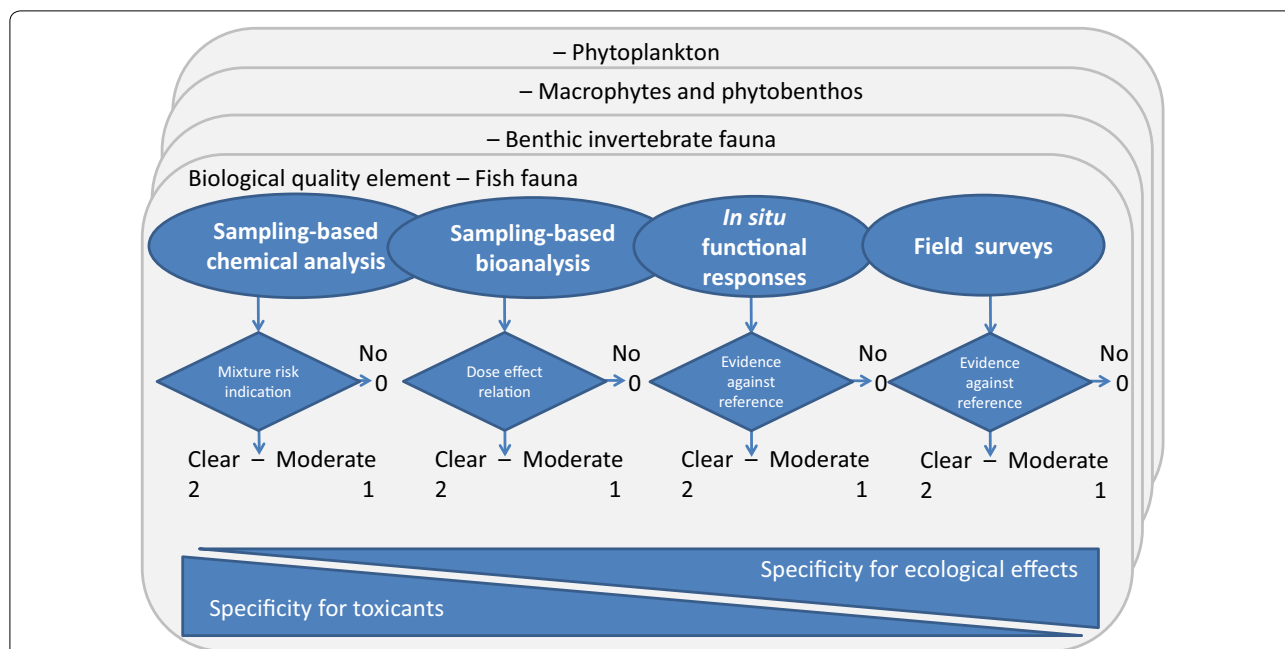 – Phytoplankton
– Macrophytes and phytobenthos
– Benthic invertebrate fauna
Biological quality element – Fish fauna
Sampling-based
chemical analysis
Sampling-based
bioanalysis
In situ
functional
responses
Field surveys
Mixture risk
indication
No
0
Dose effect
relation
No
0
Evidence
against
reference
No
0
Evidence
against
reference
No
0
Clear – Moderate
2 1
Clear – Moderate
2 1
Clear – Moderate
2 1
Clear – Moderate
2 1
Specificity for ecological effects
Specificity for toxicants